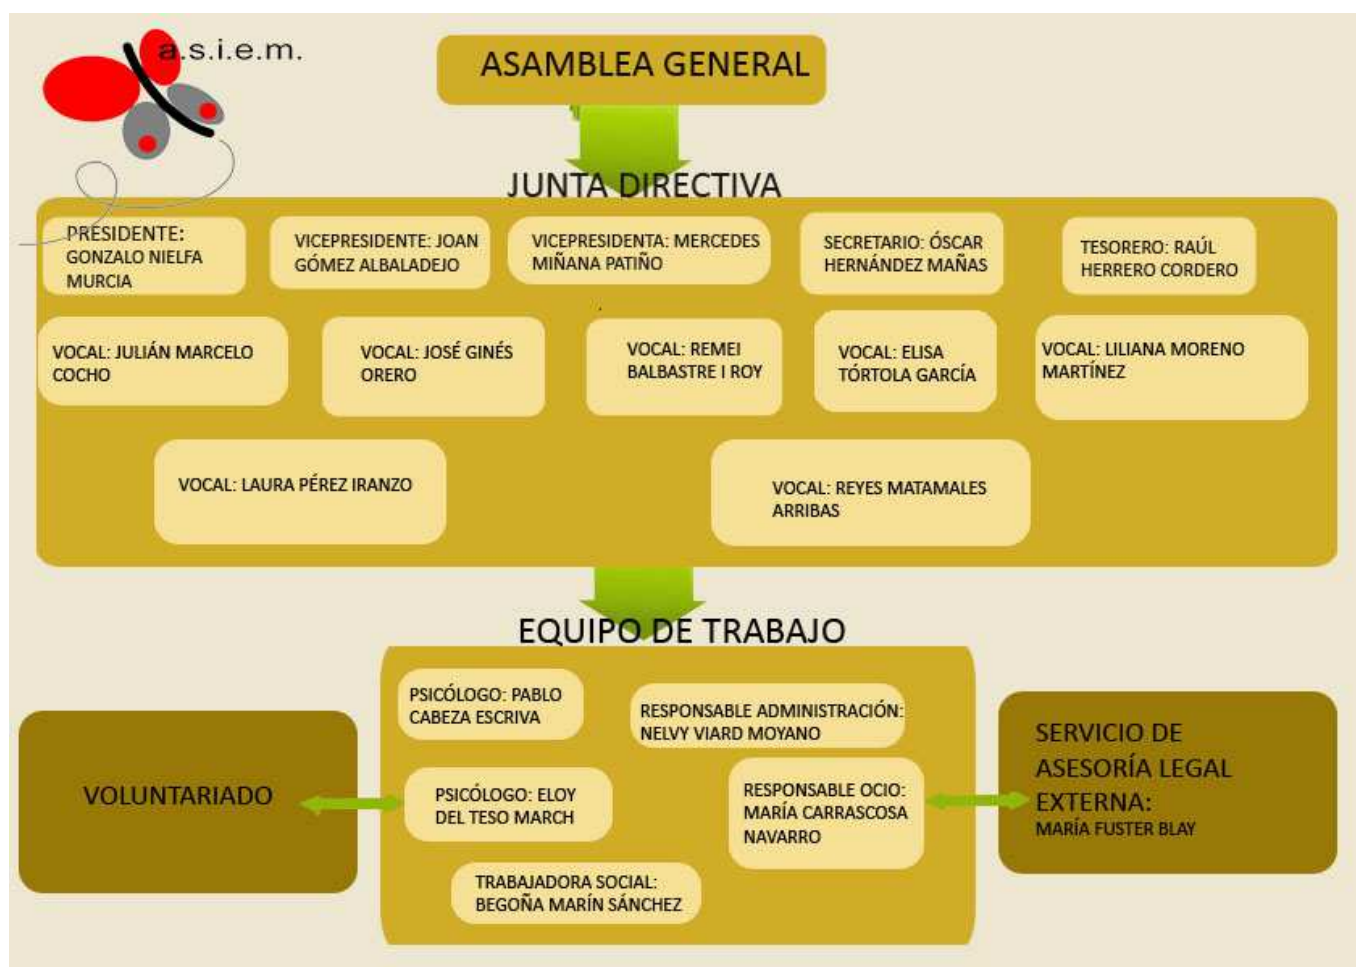 a.s.i.e.m.
ASAMBLEA GENERAL
JUNTA DIRECTIVA
PRESIDENTE:
GONZALO NIELFA
MURCIA
VICEPRESIDENTE: JOAN
GÓMEZ ALBALADEJO
VICEPRESIDENTA: MERCEDES
MIÑANA PATIÑO
SECRETARIO: ÓSCAR
HERNÁNDEZ MAÑAS
TESORERO: RAÚL
HERRERO CORDERO
VOCAL: JULIÁN MARCELO
COCHO
VOCAL: JOSÉ GINÉS
ORERO
VOCAL: REMEI
BALBASTRE I ROY
VOCAL: ELISA
TÓRTOLA GARCÍA
VOCAL: LILIANA MORENO
MARTÍNEZ
VOCAL: LAURA PÉREZ IRANZO
VOCAL: REYES MATAMALES
ARRIBAS
EQUIPO DE TRABAJO
PSICÓLOGO: PABLO
CABEZA ESCRIVA
RESPONSABLE ADMINISTRACIÓN:
NELVY VIARD MOYANO
VOLUNTARIADO
PSICÓLOGO: ELOY
DEL TESO MARCH
RESPONSABLE OCIO:
MARÍA CARRASCOSA
NAVARRO
SERVICIO DE
ASESORÍA LEGAL
EXTERNA:
MARÍA FUSTER BLAY
TRABAJADORA SOCIAL:
BEGOÑA MARÍN SÁNCHEZ